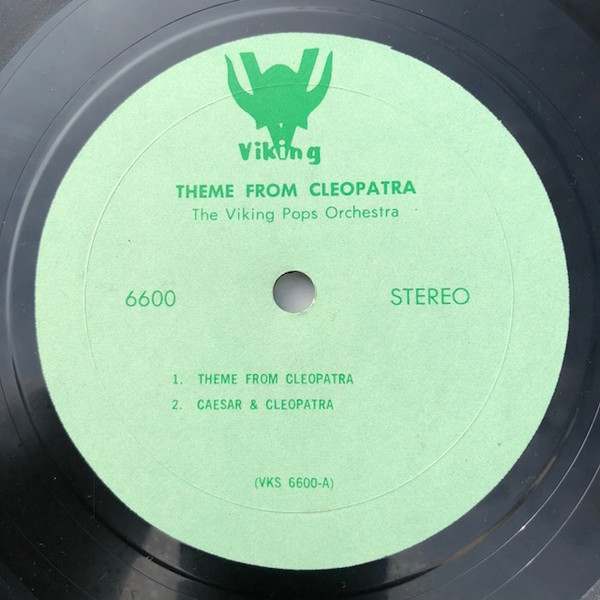 Viking
THEME FROM CLEOPATRA
The Viking Pops Orchestra
6600 STEREO
1. THEME FROM CLEOPATRA
2. CAESAR & CLEOPATRA
(VKS 6600-A)